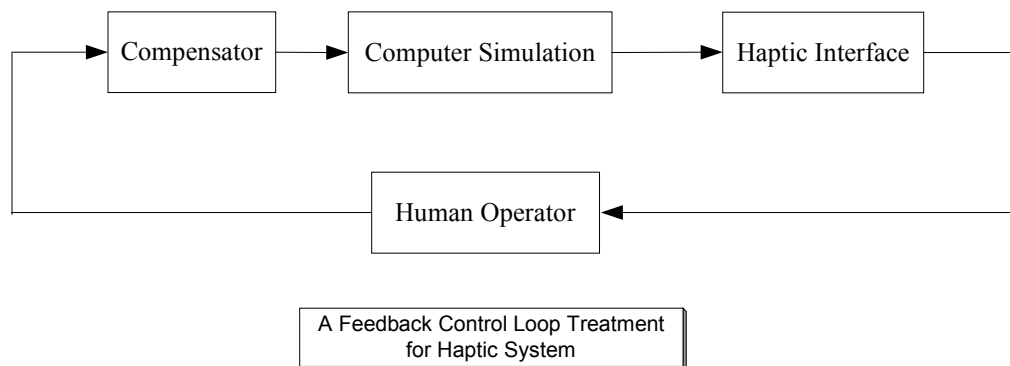 Compensator
Computer Simulation
Haptic Interface
Human Operator
A Feedback Control Loop Treatment
for Haptic System